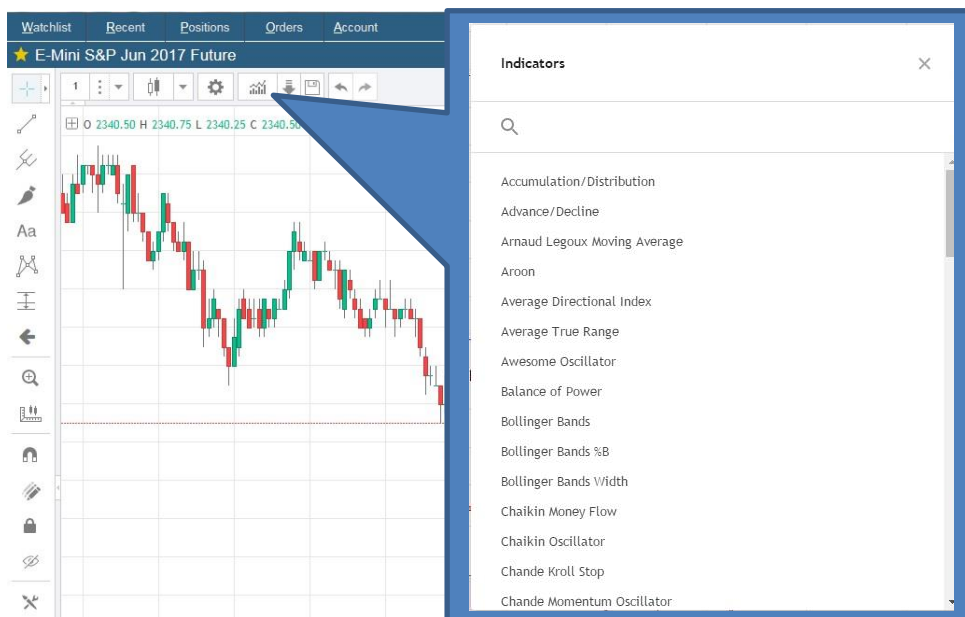 Watchlist Recent Positions Orders Account
E-Mini S&P Jun 2017 Future
1
O 2340.50 H 2340.75 L 2340.25 C 2340.50
Aa
Indicators
Accumulation/Distribution
Advance/Decline
Arnaud Legoux Moving Average
Aroon
Average Directional Index
Average True Range
Awesome Oscillator
Balance of Power
Bollinger Bands
Bollinger Bands %B
Bollinger Bands Width
Chaikin Money Flow
Chaikin Oscillator
Chande Kroll Stop
Chande Momentum Oscillator